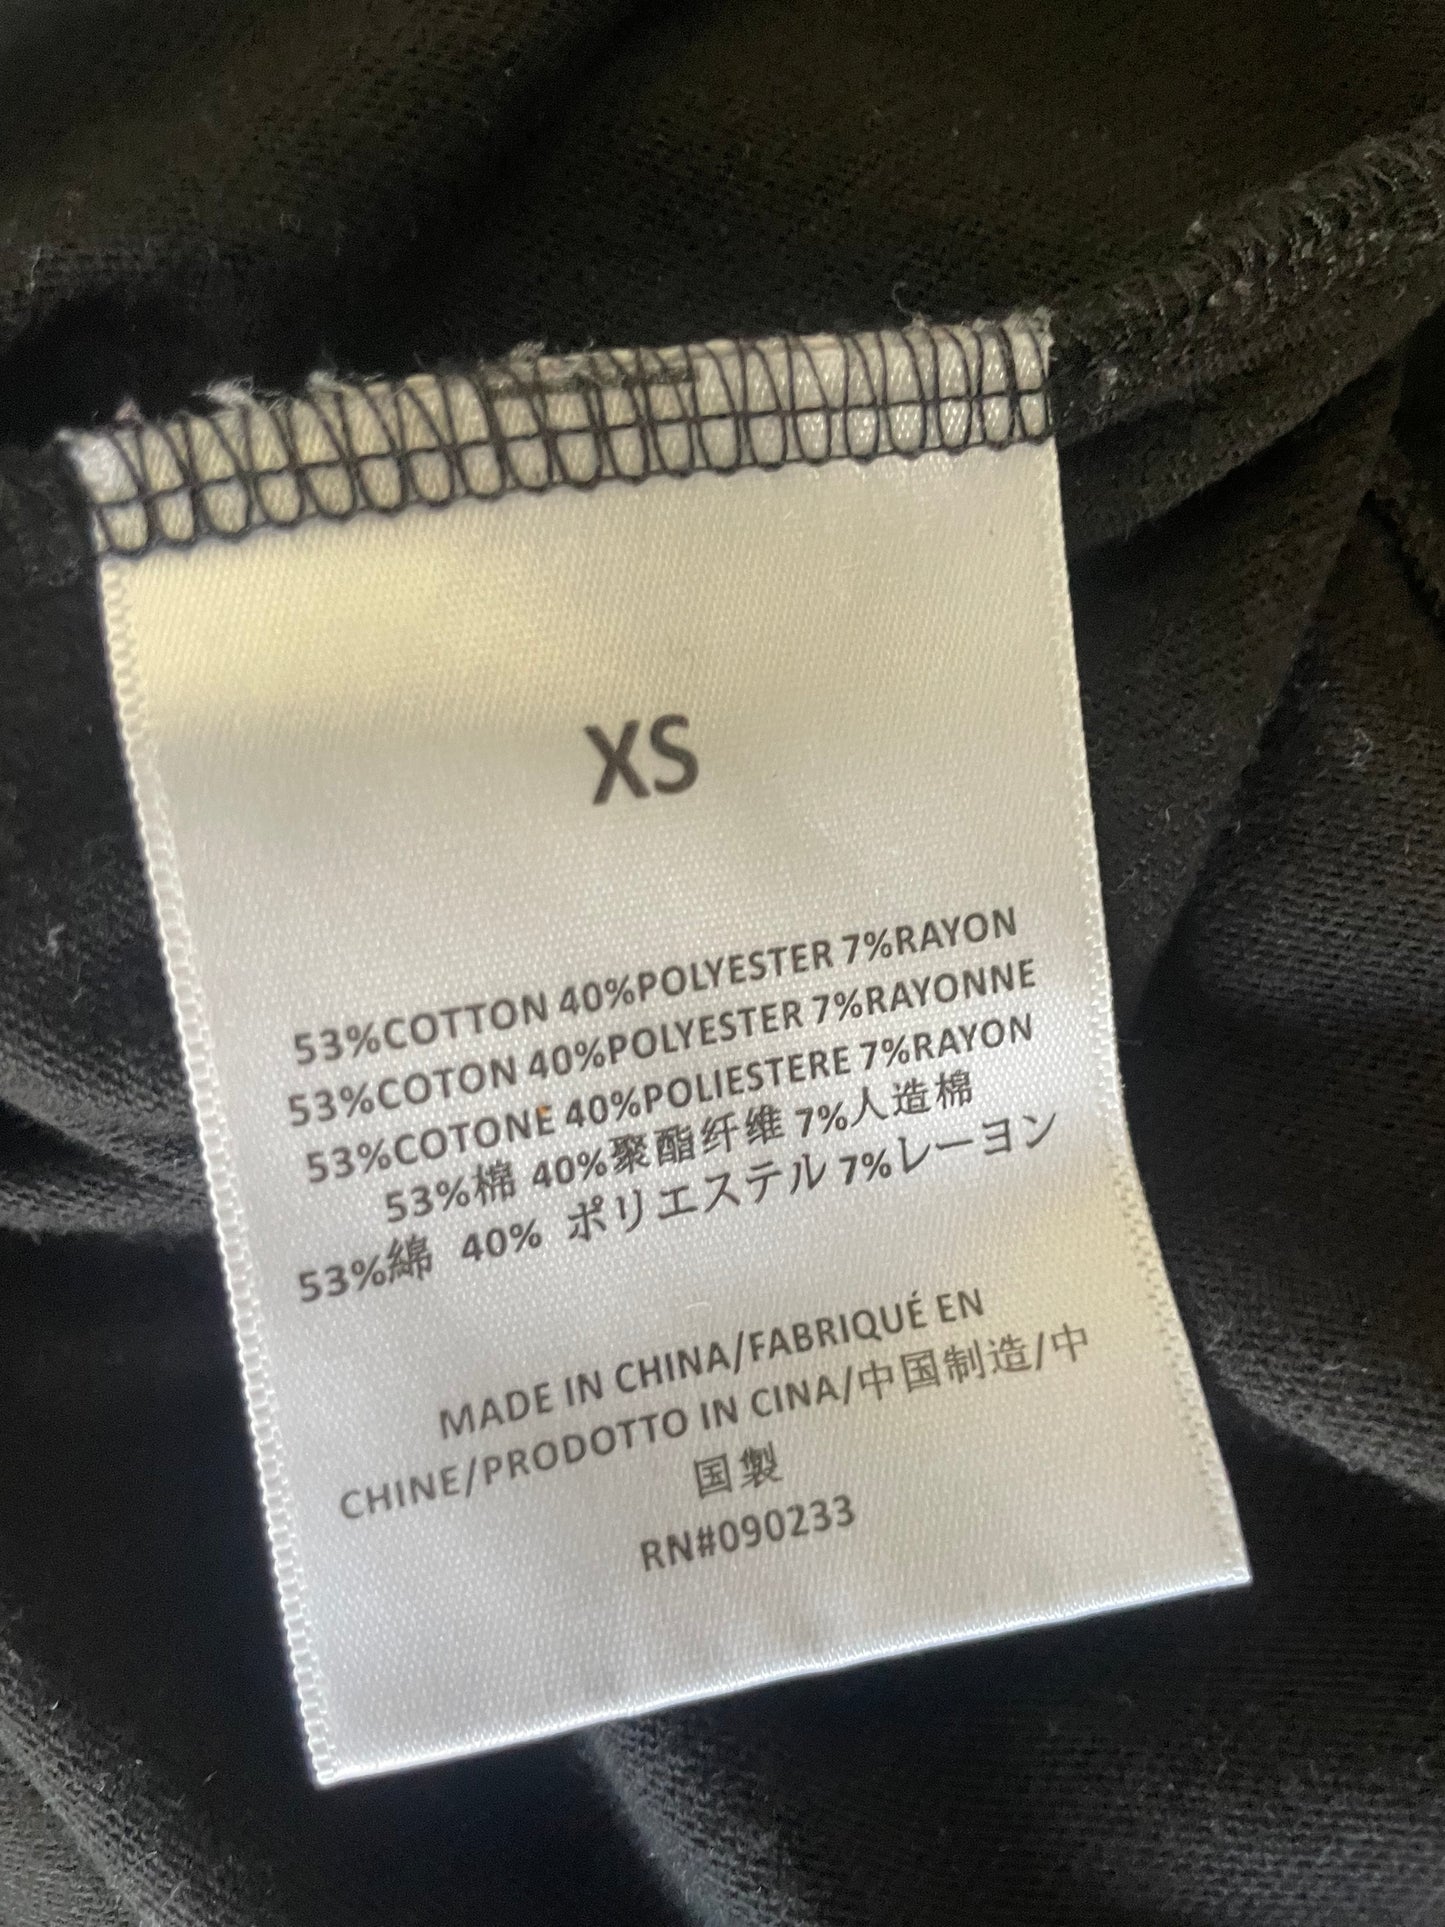 XS
53%COTTON 40%POLYESTER 7%RAYON
53%COTON 40%POLYESTER 7%RAYONNE
53%COTONE 40%POLIESTERE 7%RAYON
53%棉 40%聚酯纤维 7%人造棉
53%綿 40% ポリエステル 7%レーヨン
MADE IN CHINA/FABRIQUÉ EN
CHINE/PRODOTTO IN CINA/中国制造/中
国製
RN#090233